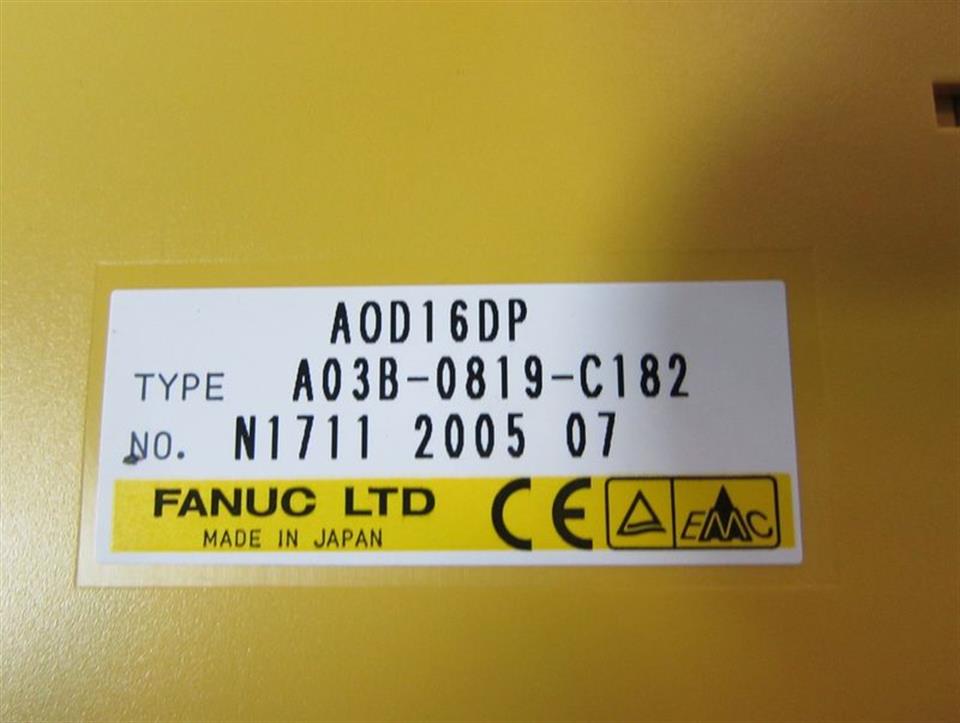 AOD16DP
TYPE A03B-0819-C182
NO. N1711 2005 07
FANUC LTD CE EMC
MADE IN JAPAN